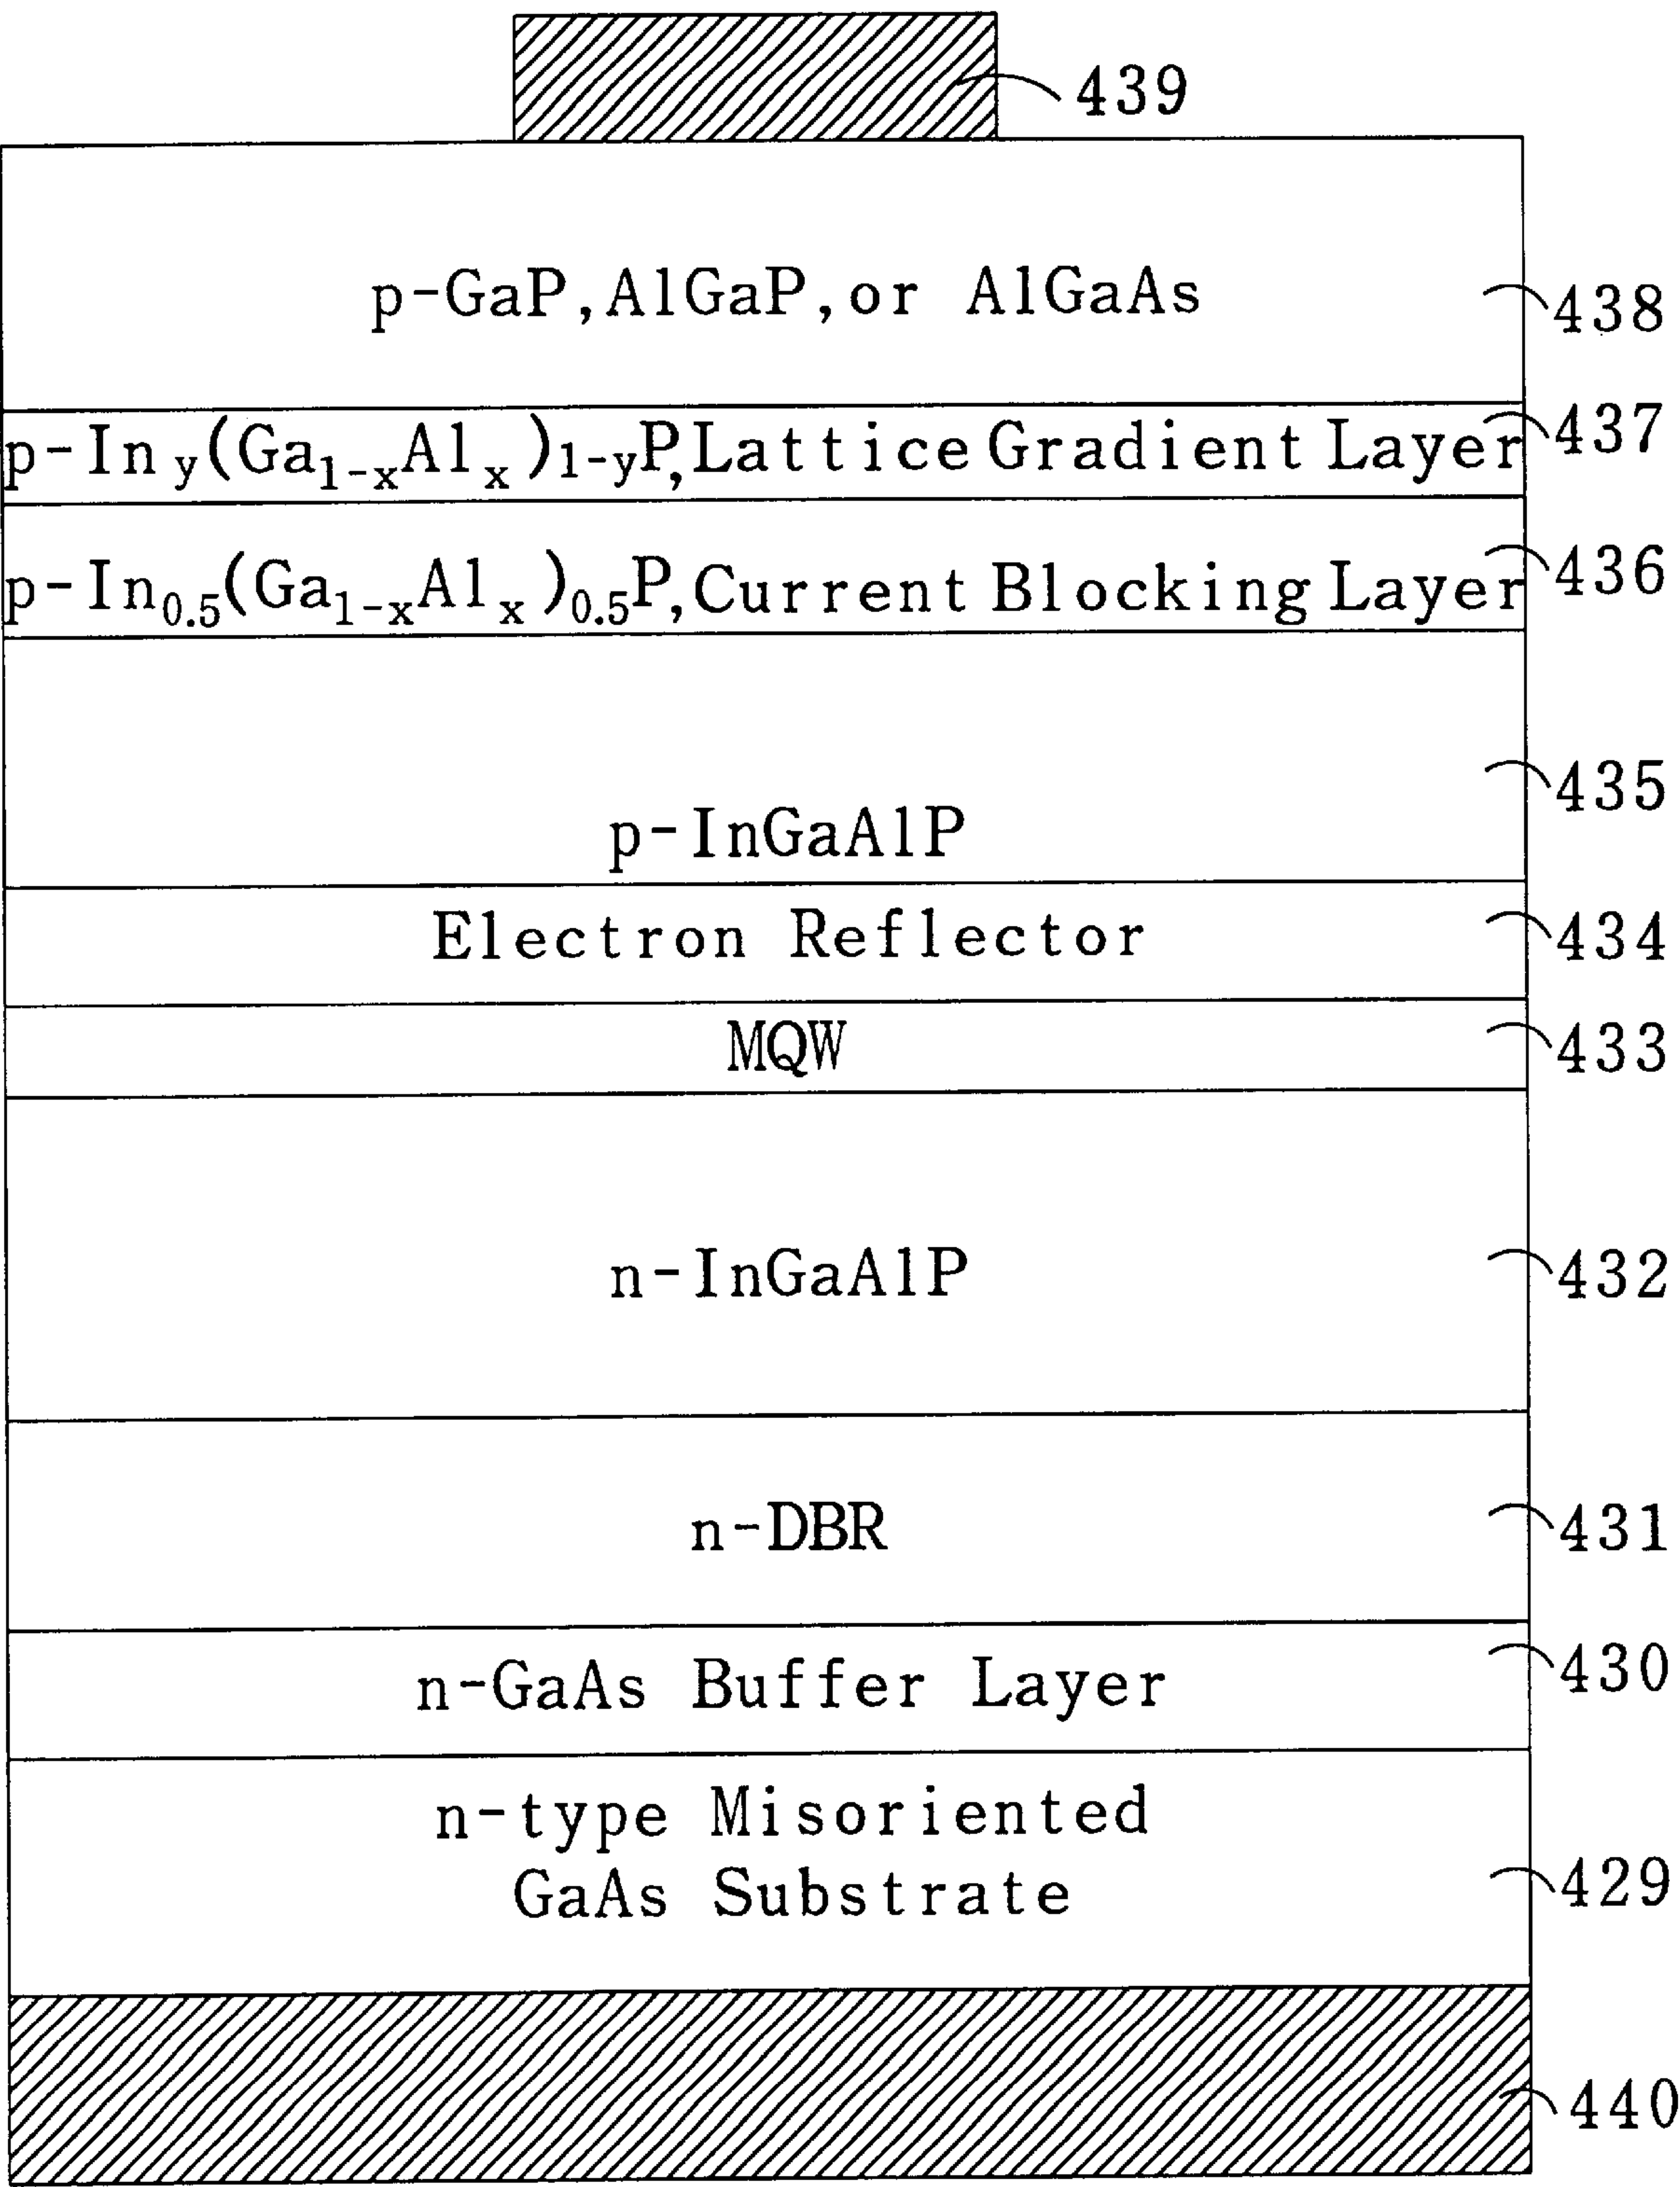 439
p-GaP, AlGaP, or AlGaAs 438
p-In y(Ga1-xAlx)1-yP, Lattice Gradient Layer 437
p-In0.5(Ga1-xAlx)0.5P, Current Blocking Layer 436
435
p-InGaAlP
Electron Reflector 434
MQW 433
n-InGaAlP 432
n-DBR 431
n-GaAs Buffer Layer 430
n-type Misoriented
GaAs Substrate 429
440